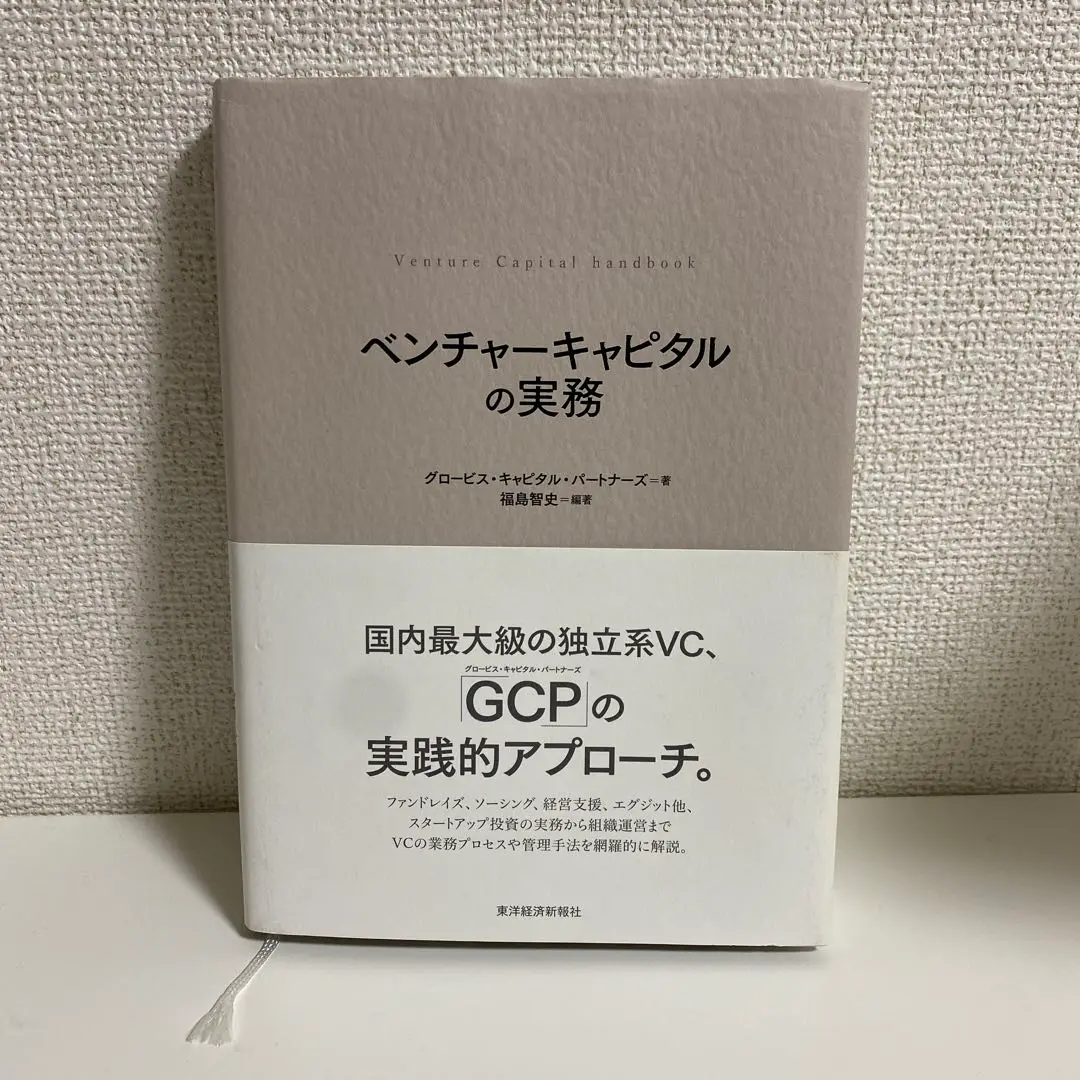 Venture Capital handbook
ベンチャーキャピタル
の実務
グロービス・キャピタル・パートナーズ=著
福島智史=編著
国内最大級の独立系VC、
グロービス・キャピタル・パートナーズ
「GCP」の
実践的アプローチ。
ファンドレイズ、ソーシング、経営支援、エグジット他、
スタートアップ投資の実務から組織運営まで
VCの業務プロセスや管理手法を網羅的に解説。
東洋経済新報社